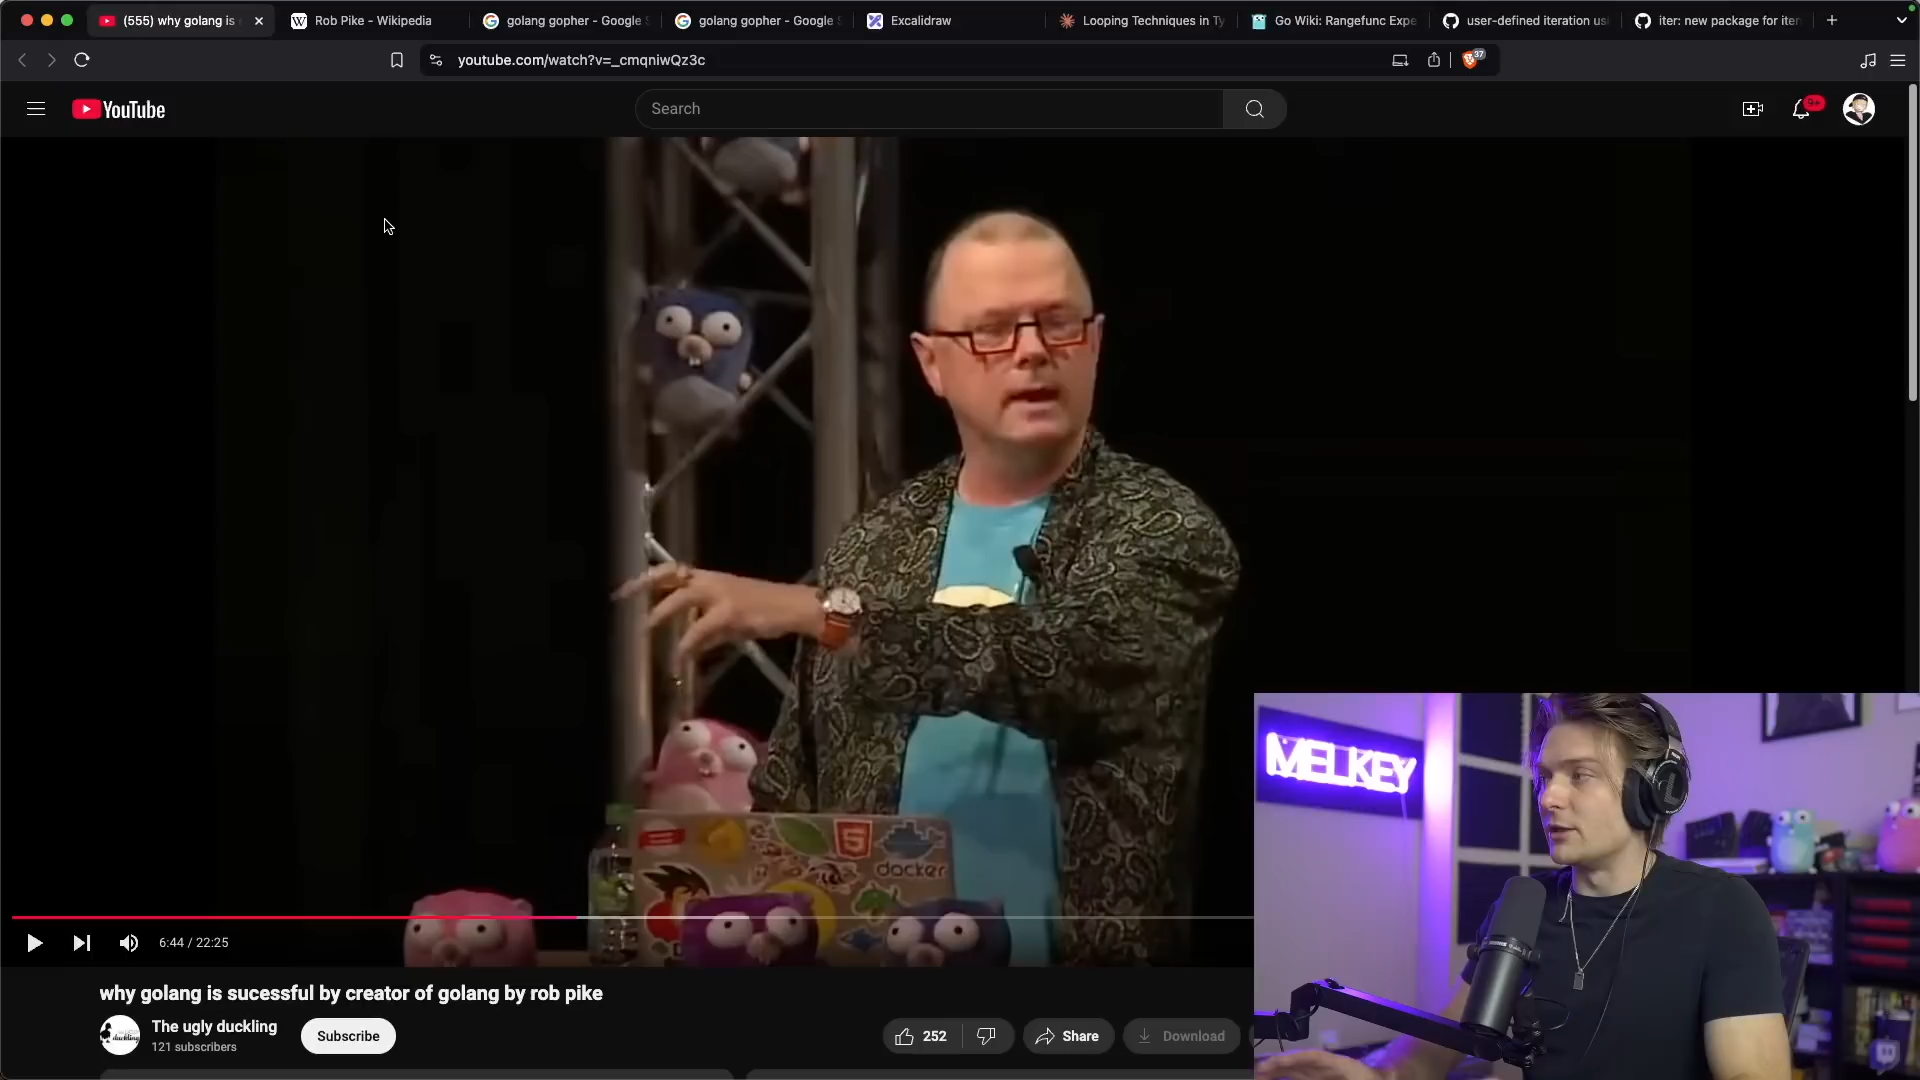 (555) why golang is
Rob Pike - Wikipedia
golang gopher - Google S
golang gopher - Google S
Excalidraw
Looping Techniques in Ty
Go Wiki: Rangefunc Expe
user-defined iteration us
iter: new package for iter
youtube.com/watch?v=_cmqniwQz3c
37
YouTube
Search
9+
MELKEY
docker
6:44 / 22:25
why golang is sucessful by creator of golang by rob pike
The ugly duckling
121 subscribers
Subscribe
252
Share
Download